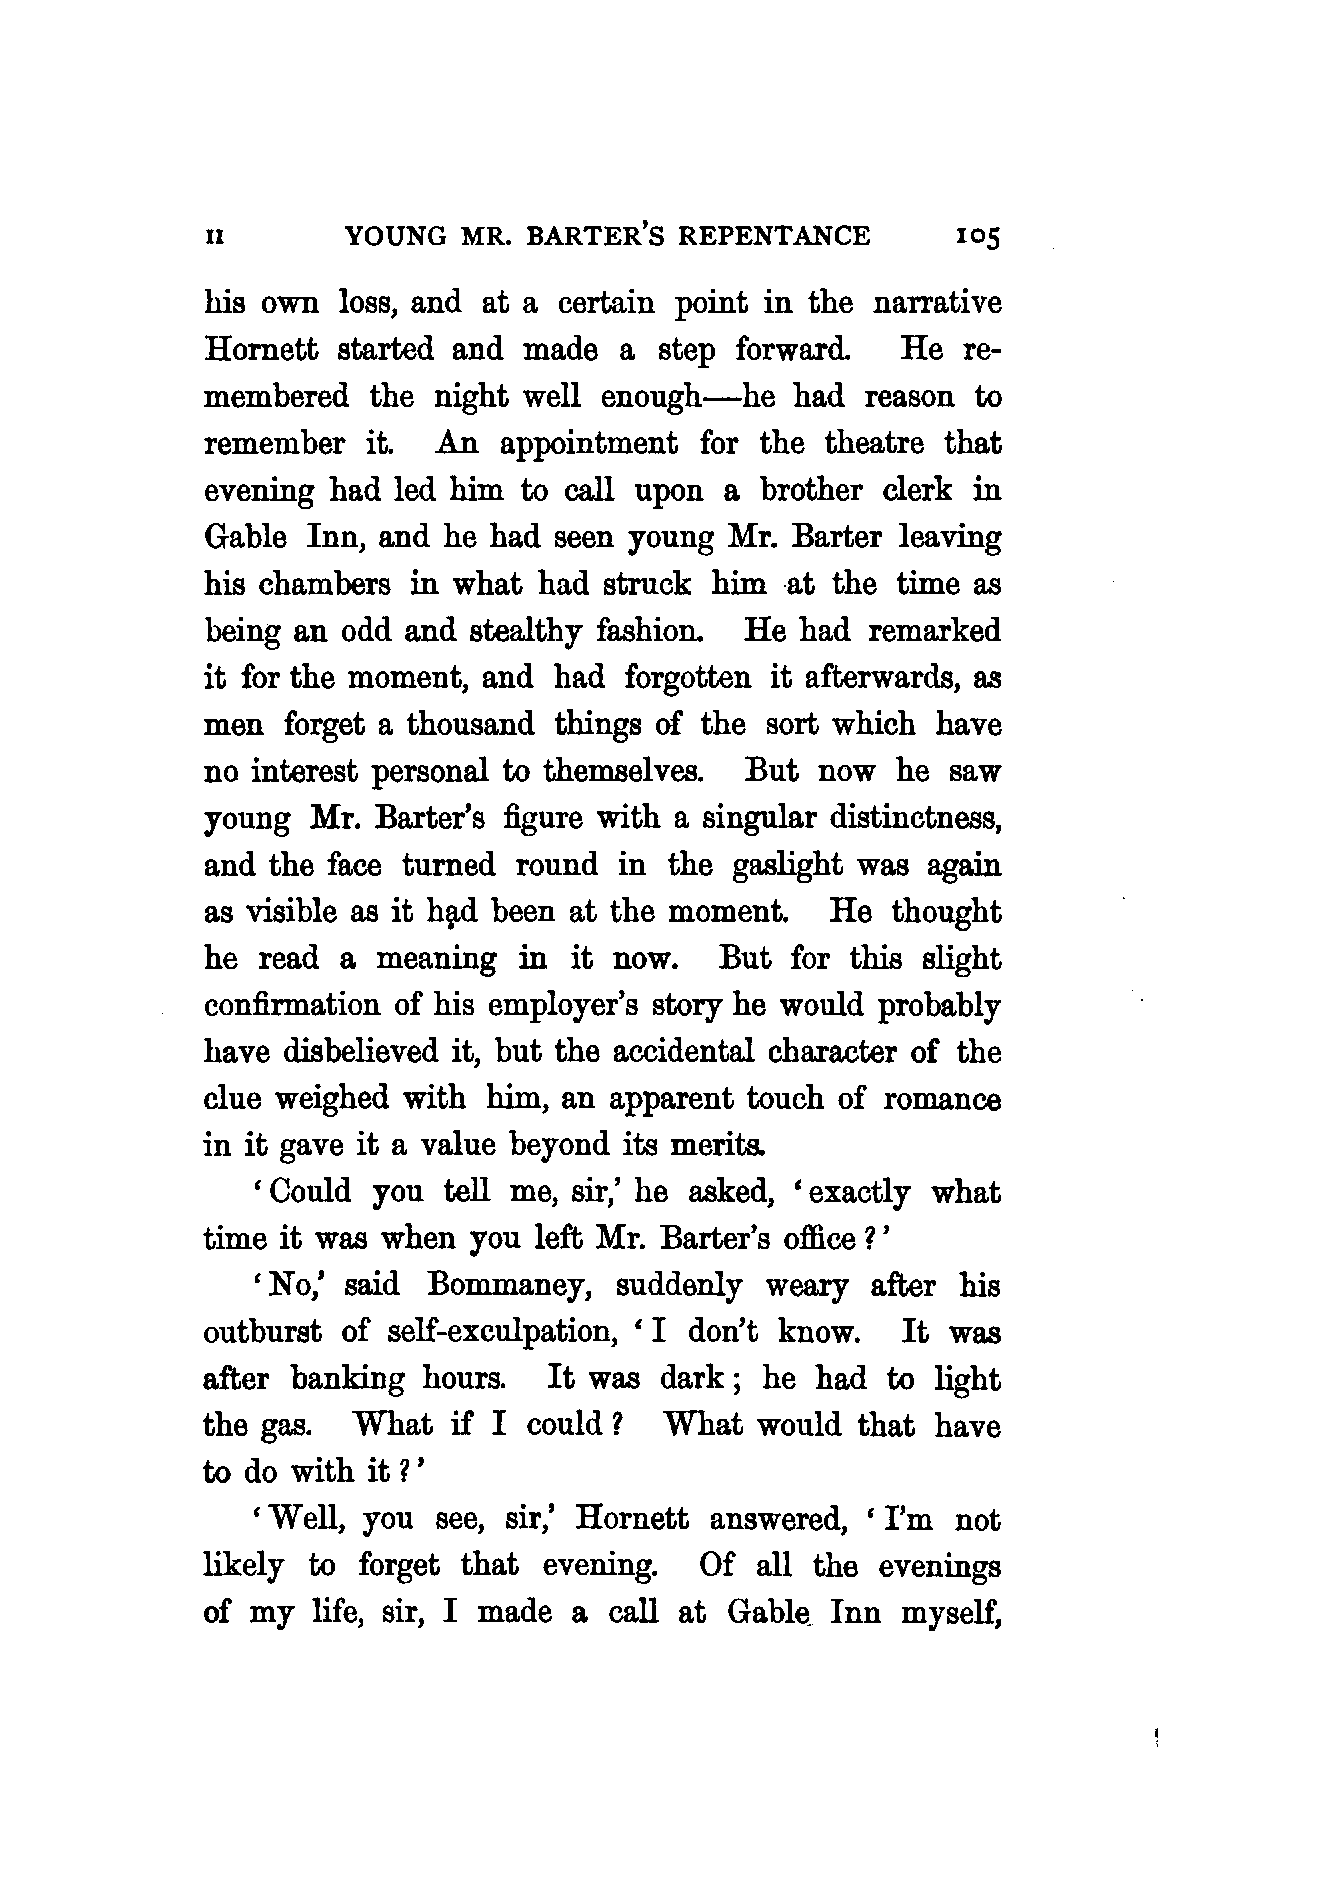 II YOUNG MR. BARTER'S REPENTANCE 105
his own loss, and at a certain point in the narrative
Hornett started and made a step forward. He re-
membered the night well enough—he had reason to
remember it. An appointment for the theatre that
evening had led him to call upon a brother clerk in
Gable Inn, and he had seen young Mr. Barter leaving
his chambers in what had struck him at the time as
being an odd and stealthy fashion. He had remarked
it for the moment, and had forgotten it afterwards, as
men forget a thousand things of the sort which have
no interest personal to themselves. But now he saw
young Mr. Barter's figure with a singular distinctness,
and the face turned round in the gaslight was again
as visible as it had been at the moment. He thought
he read a meaning in it now. But for this slight
confirmation of his employer's story he would probably
have disbelieved it, but the accidental character of the
clue weighed with him, an apparent touch of romance
in it gave it a value beyond its merits.
‘Could you tell me, sir,’ he asked, ‘exactly what
time it was when you left Mr. Barter's office?’
‘No,’ said Bommaney, suddenly weary after his
outburst of self-exculpation, ‘I don't know. It was
after banking hours. It was dark; he had to light
the gas. What if I could? What would that have
to do with it?’
‘Well, you see, sir,’ Hornett answered, ‘I'm not
likely to forget that evening. Of all the evenings
of my life, sir, I made a call at Gable Inn myself,